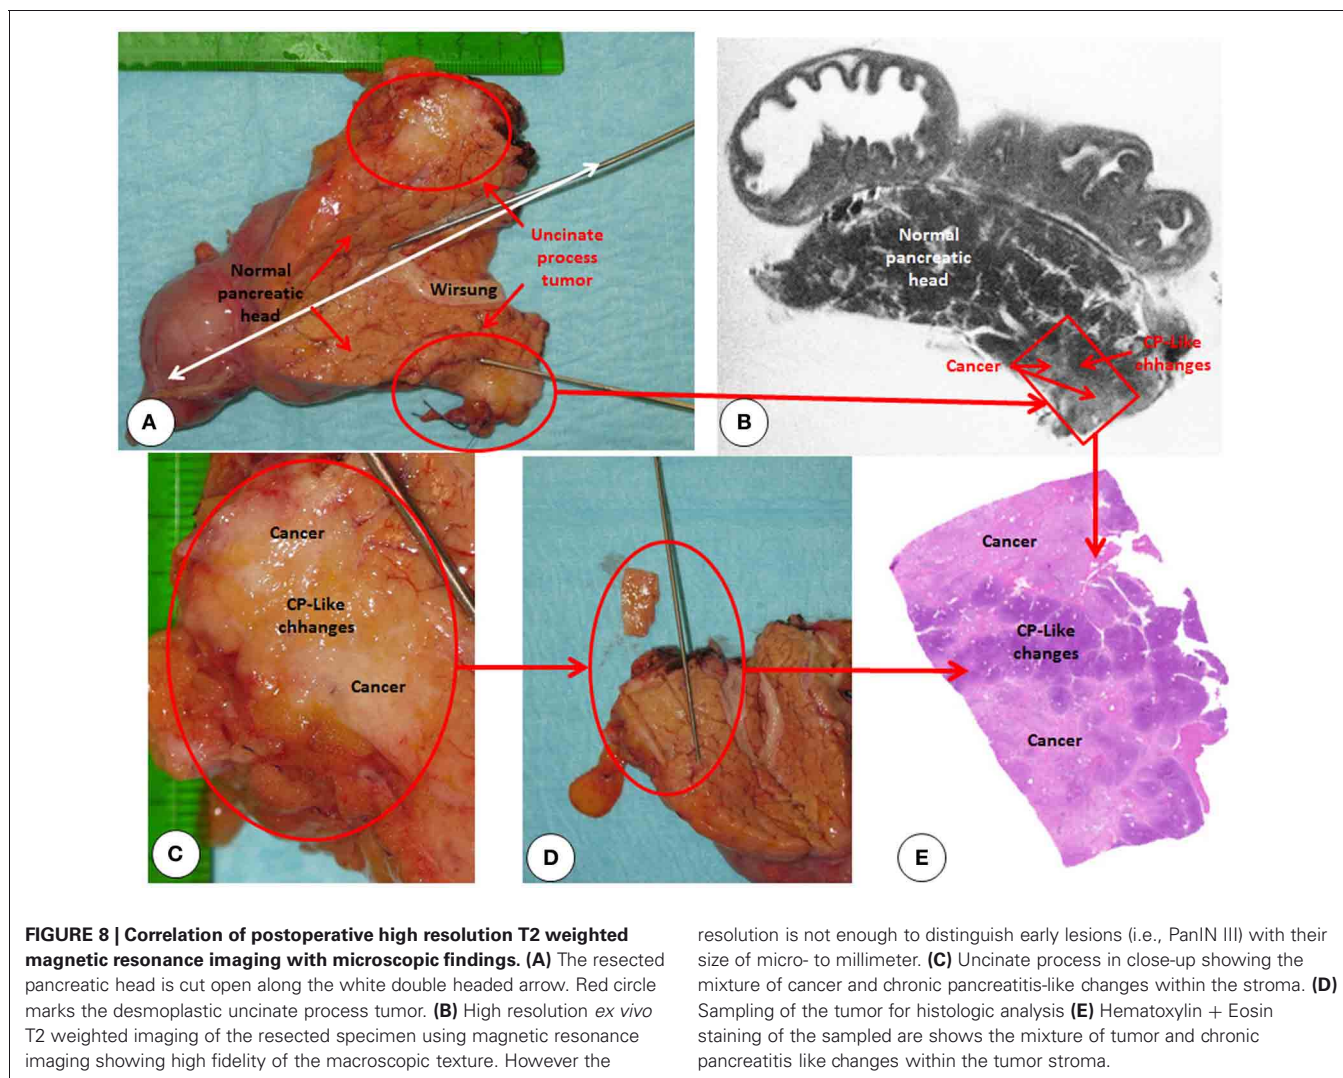 Normal
pancreatic
head
Wirsung
Uncinate
process
tumor
A
Normal
pancreatic
head
Cancer
CP-Like
chhanges
B
Cancer
CP-Like
chhanges
Cancer
C
D
Cancer
CP-Like
changes
Cancer
E
FIGURE 8 | Correlation of postoperative high resolution T2 weighted
magnetic resonance imaging with microscopic findings. (A) The resected
pancreatic head is cut open along the white double headed arrow. Red circle
marks the desmoplastic uncinate process tumor. (B) High resolution ex vivo
T2 weighted imaging of the resected specimen using magnetic resonance
imaging showing high fidelity of the macroscopic texture. However the
resolution is not enough to distinguish early lesions (i.e., PanIN III) with their
size of micro- to millimeter. (C) Uncinate process in close-up showing the
mixture of cancer and chronic pancreatitis-like changes within the stroma. (D)
Sampling of the tumor for histologic analysis (E) Hematoxylin + Eosin
staining of the sampled are shows the mixture of tumor and chronic
pancreatitis like changes within the tumor stroma.